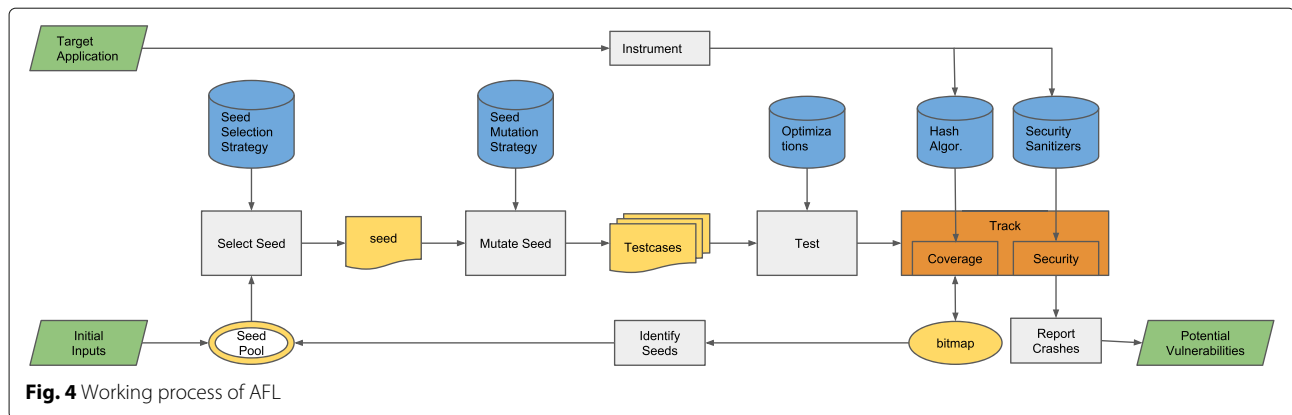 Target
Application
Instrument
Seed
Selection
Strategy
Seed
Mutation
Strategy
Optimiza
tions
Hash
Algor.
Security
Sanitizers
Select Seed
seed
Mutate Seed
Testcases
Test
Track
Coverage
Security
Initial
Inputs
Seed
Pool
Identify
Seeds
bitmap
Report
Crashes
Potential
Vulnerabilities
Fig. 4 Working process of AFL